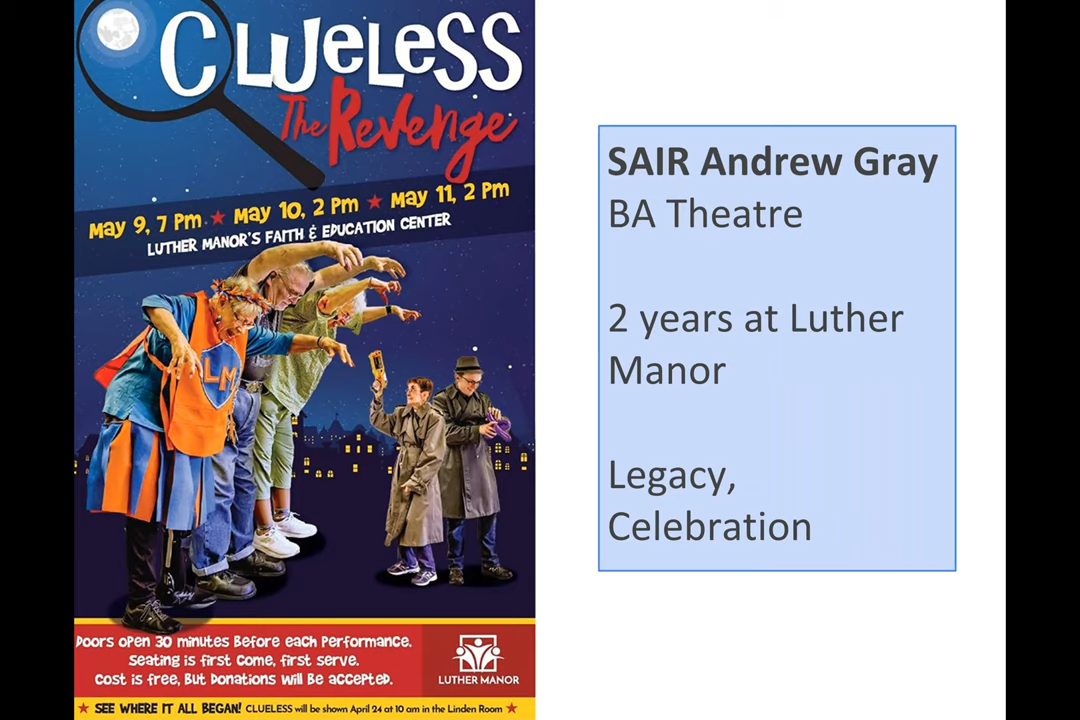 CLUELESS
The Revenge
May 9, 7 Pm ★ May 10, 2 Pm ★ May 11, 2 Pm
LUTHER MANOR'S FAITH & EDUCATION CENTER
LM
Doors open 30 minutes before each performance.
Seating is first come, first serve.
Cost is free, but donations will be accepted.
LUTHER MANOR
★ SEE WHERE IT ALL BEGAN! CLUELESS will be shown April 24 at 10 am in the Linden Room ★
SAIR Andrew Gray
BA Theatre
2 years at Luther
Manor
Legacy,
Celebration